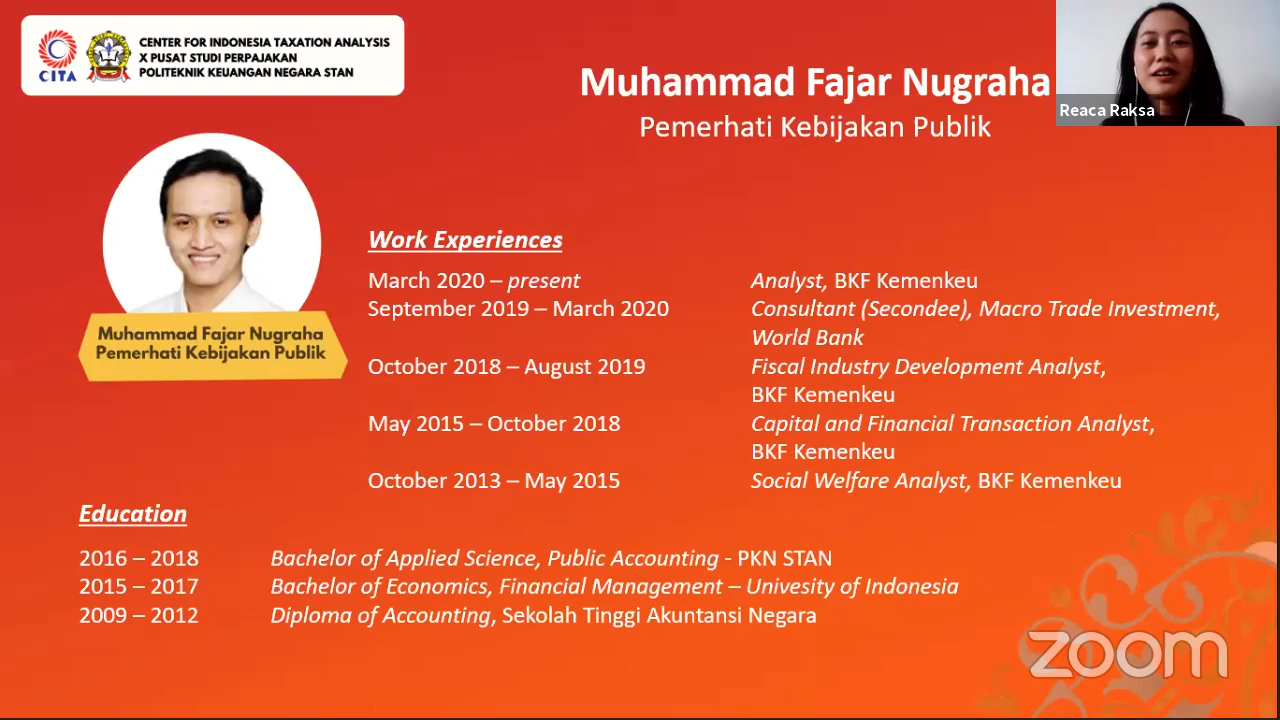 CITA
CENTER FOR INDONESIA TAXATION ANALYSIS
X PUSAT STUDI PERPAJAKAN
POLITEKNIK KEUANGAN NEGARA STAN
Muhammad Fajar Nugraha
Pemerhati Kebijakan Publik
Reaca Raksa
Muhammad Fajar Nugraha
Pemerhati Kebijakan Publik
Work Experiences
March 2020 – present Analyst, BKF Kemenkeu
September 2019 – March 2020 Consultant (Secondee), Macro Trade Investment,
World Bank
October 2018 – August 2019 Fiscal Industry Development Analyst,
BKF Kemenkeu
May 2015 – October 2018 Capital and Financial Transaction Analyst,
BKF Kemenkeu
October 2013 – May 2015 Social Welfare Analyst, BKF Kemenkeu
Education
2016 – 2018 Bachelor of Applied Science, Public Accounting - PKN STAN
2015 – 2017 Bachelor of Economics, Financial Management – Univesity of Indonesia
2009 – 2012 Diploma of Accounting, Sekolah Tinggi Akuntansi Negara
zoom